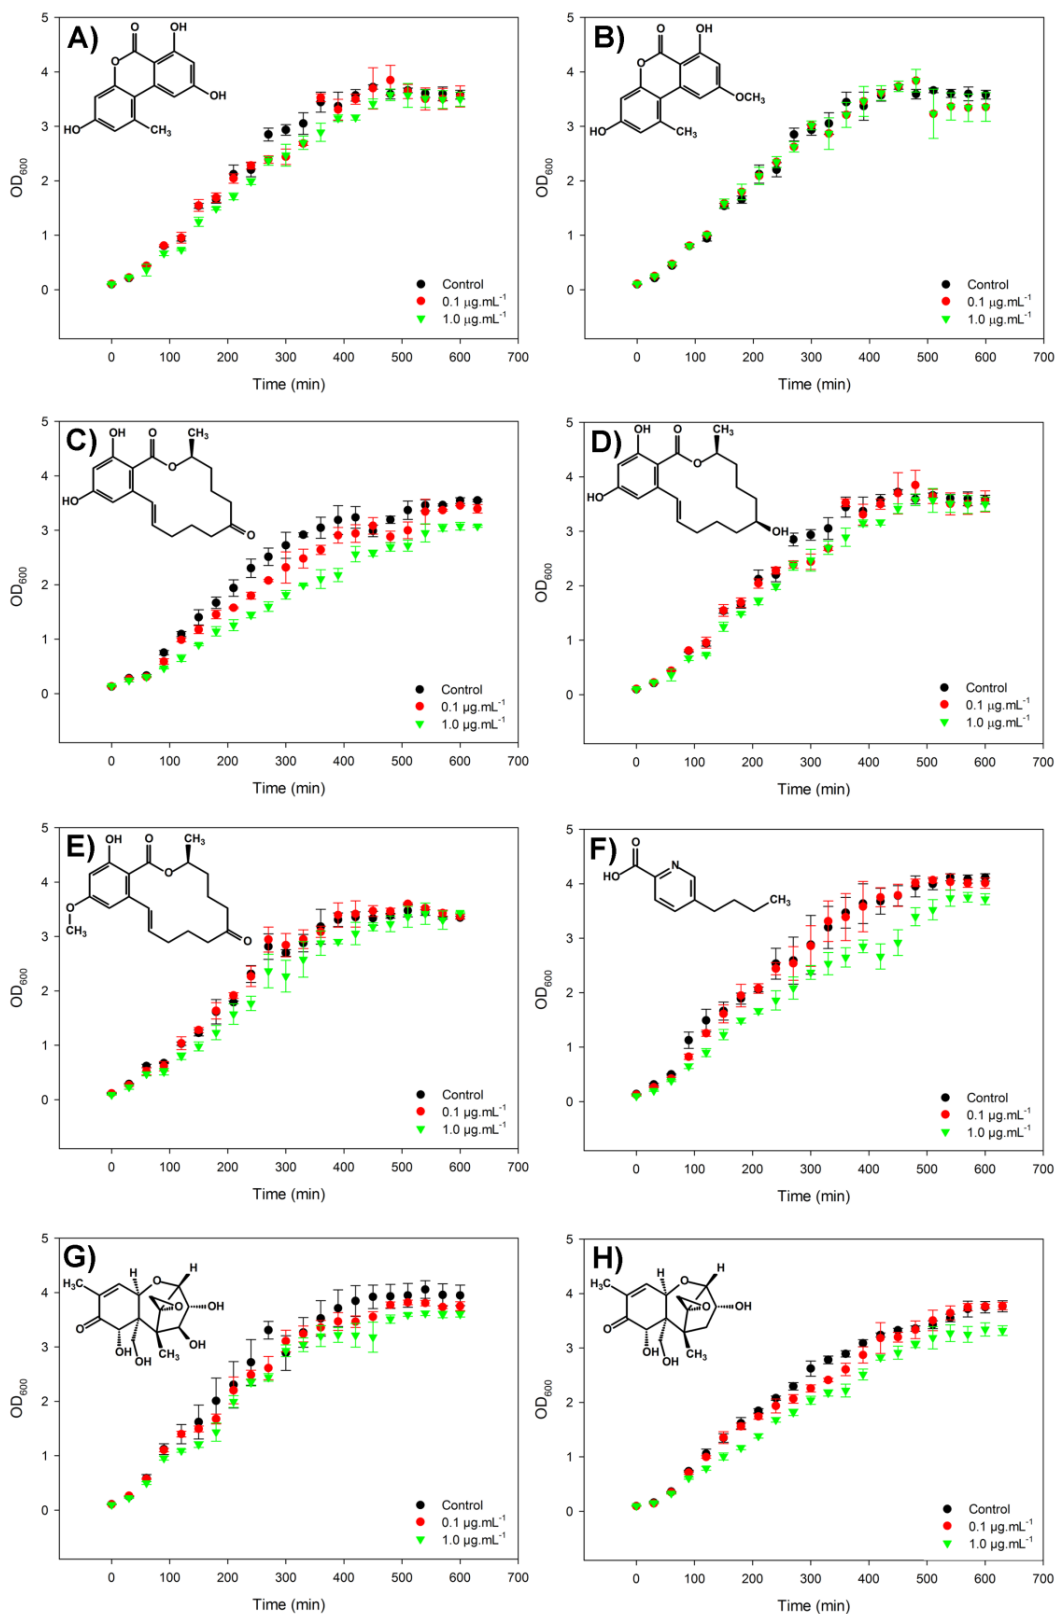 A)
O
OH
O
HO
CH3
OH
OD600
5
4
3
2
1
0
Control
0.1 µg.mL-1
1.0 µg.mL-1
0 100 200 300 400 500 600 700
Time (min)
B)
O
OH
O
HO
CH3
OCH3
OD600
5
4
3
2
1
0
Control
0.1 µg.mL-1
1.0 µg.mL-1
0 100 200 300 400 500 600 700
Time (min)
C)
OH
O
CH3
O
HO
O
OD600
5
4
3
2
1
0
Control
0.1 µg.mL-1
1.0 µg.mL-1
0 100 200 300 400 500 600 700
Time (min)
D)
OH
O
CH3
O
HO
OH
OD600
5
4
3
2
1
0
Control
0.1 µg.mL-1
1.0 µg.mL-1
0 100 200 300 400 500 600 700
Time (min)
E)
OH
O
CH3
O
O
CH3
O
OD600
5
4
3
2
1
0
Control
0.1 µg.mL-1
1.0 µg.mL-1
0 100 200 300 400 500 600 700
Time (min)
F)
O
N
HO
CH3
OD600
5
4
3
2
1
0
Control
0.1 µg.mL-1
1.0 µg.mL-1
0 100 200 300 400 500 600 700
Time (min)
G)
H
H
H3C
O
O
O
OH
OH
OH
CH3
OH
OD600
5
4
3
2
1
0
Control
0.1 µg.mL-1
1.0 µg.mL-1
0 100 200 300 400 500 600 700
Time (min)
H)
H
H
H3C
O
O
O
OH
OH
CH3
OH
OD600
5
4
3
2
1
0
Control
0.1 µg.mL-1
1.0 µg.mL-1
0 100 200 300 400 500 600 700
Time (min)